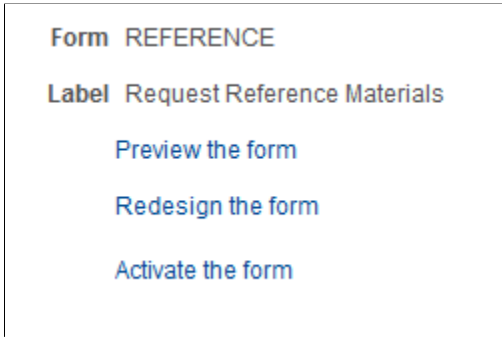 Form REFERENCE
Label Request Reference Materials
Preview the form
Redesign the form
Activate the form